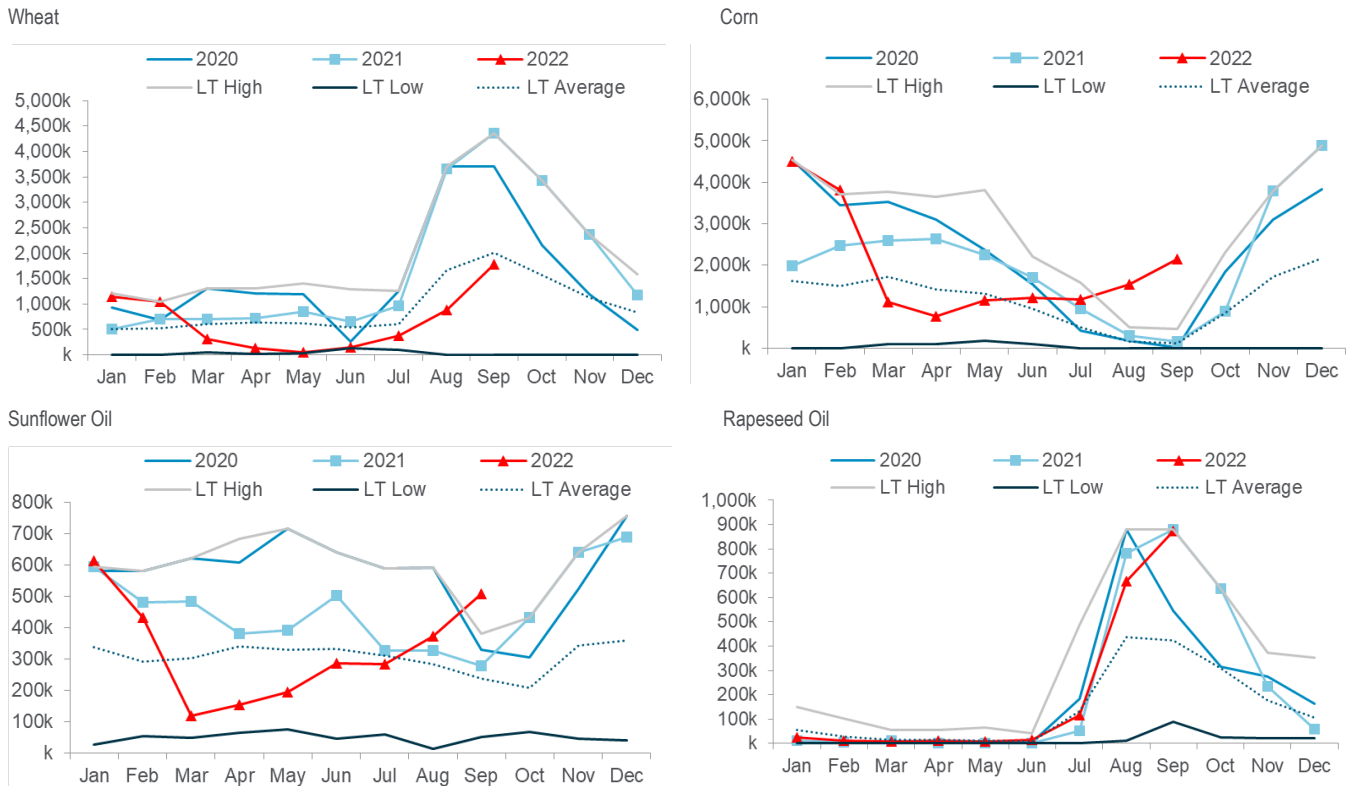 Wheat
2020 2021 2022
LT High LT Low LT Average
5,000k
4,500k
4,000k
3,500k
3,000k
2,500k
2,000k
1,500k
1,000k
500k
k
Jan Feb Mar Apr May Jun Jul Aug Sep Oct Nov Dec
Corn
2020 2021 2022
LT High LT Low LT Average
6,000k
5,000k
4,000k
3,000k
2,000k
1,000k
k
Jan Feb Mar Apr May Jun Jul Aug Sep Oct Nov Dec
Sunflower Oil
2020 2021 2022
LT High LT Low LT Average
800k
700k
600k
500k
400k
300k
200k
100k
k
Jan Feb Mar Apr May Jun Jul Aug Sep Oct Nov Dec
Rapeseed Oil
2020 2021 2022
LT High LT Low LT Average
1,000k
900k
800k
700k
600k
500k
400k
300k
200k
100k
k
Jan Feb Mar Apr May Jun Jul Aug Sep Oct Nov Dec